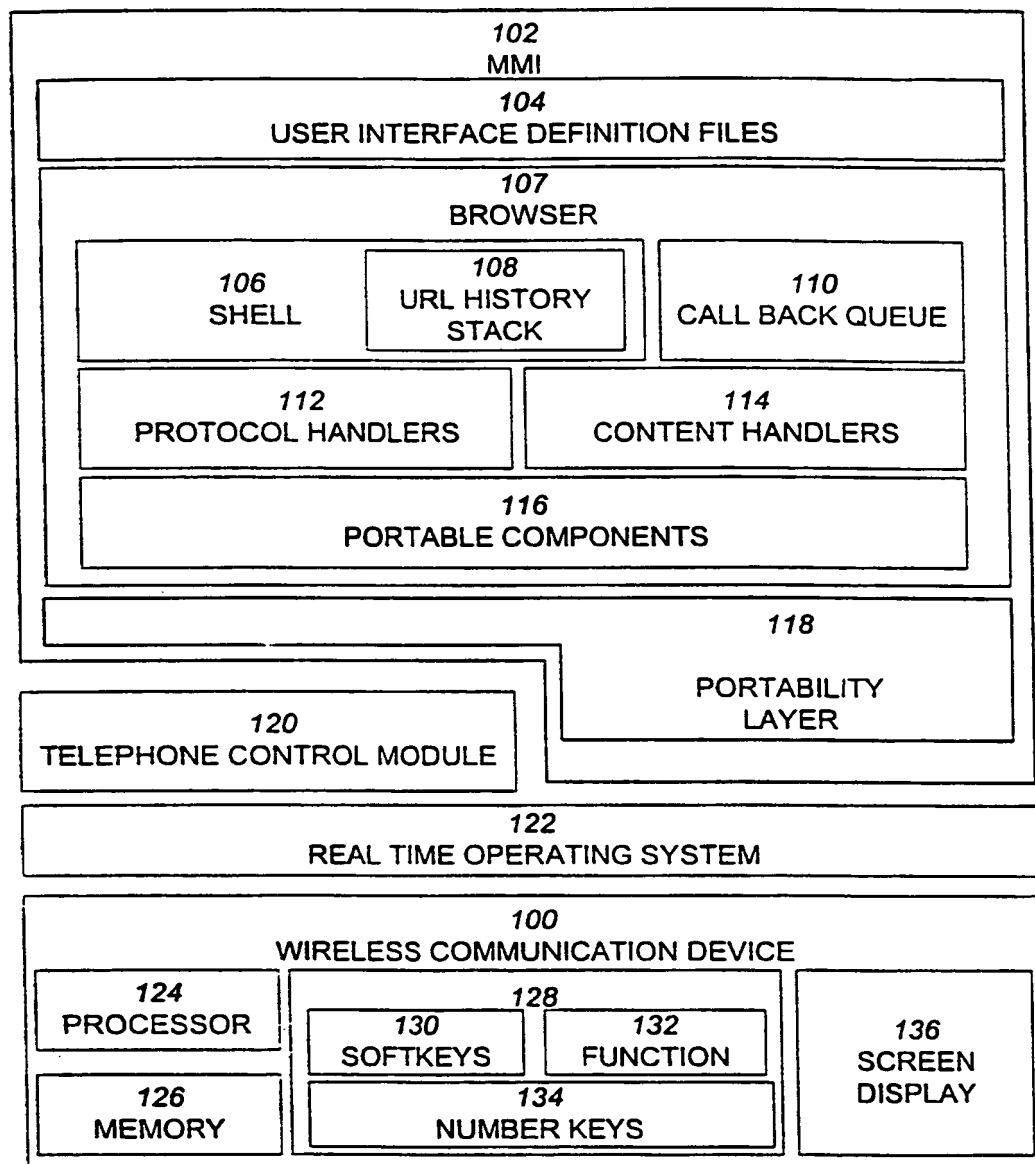 102
MMI
104
USER INTERFACE DEFINITION FILES
107
BROWSER
106
SHELL
108
URL HISTORY
STACK
110
CALL BACK QUEUE
112
PROTOCOL HANDLERS
114
CONTENT HANDLERS
116
PORTABLE COMPONENTS
118
PORTABILITY
LAYER
120
TELEPHONE CONTROL MODULE
122
REAL TIME OPERATING SYSTEM
100
WIRELESS COMMUNICATION DEVICE
124
PROCESSOR
126
MEMORY
128
130
SOFTKEYS
132
FUNCTION
134
NUMBER KEYS
136
SCREEN
DISPLAY